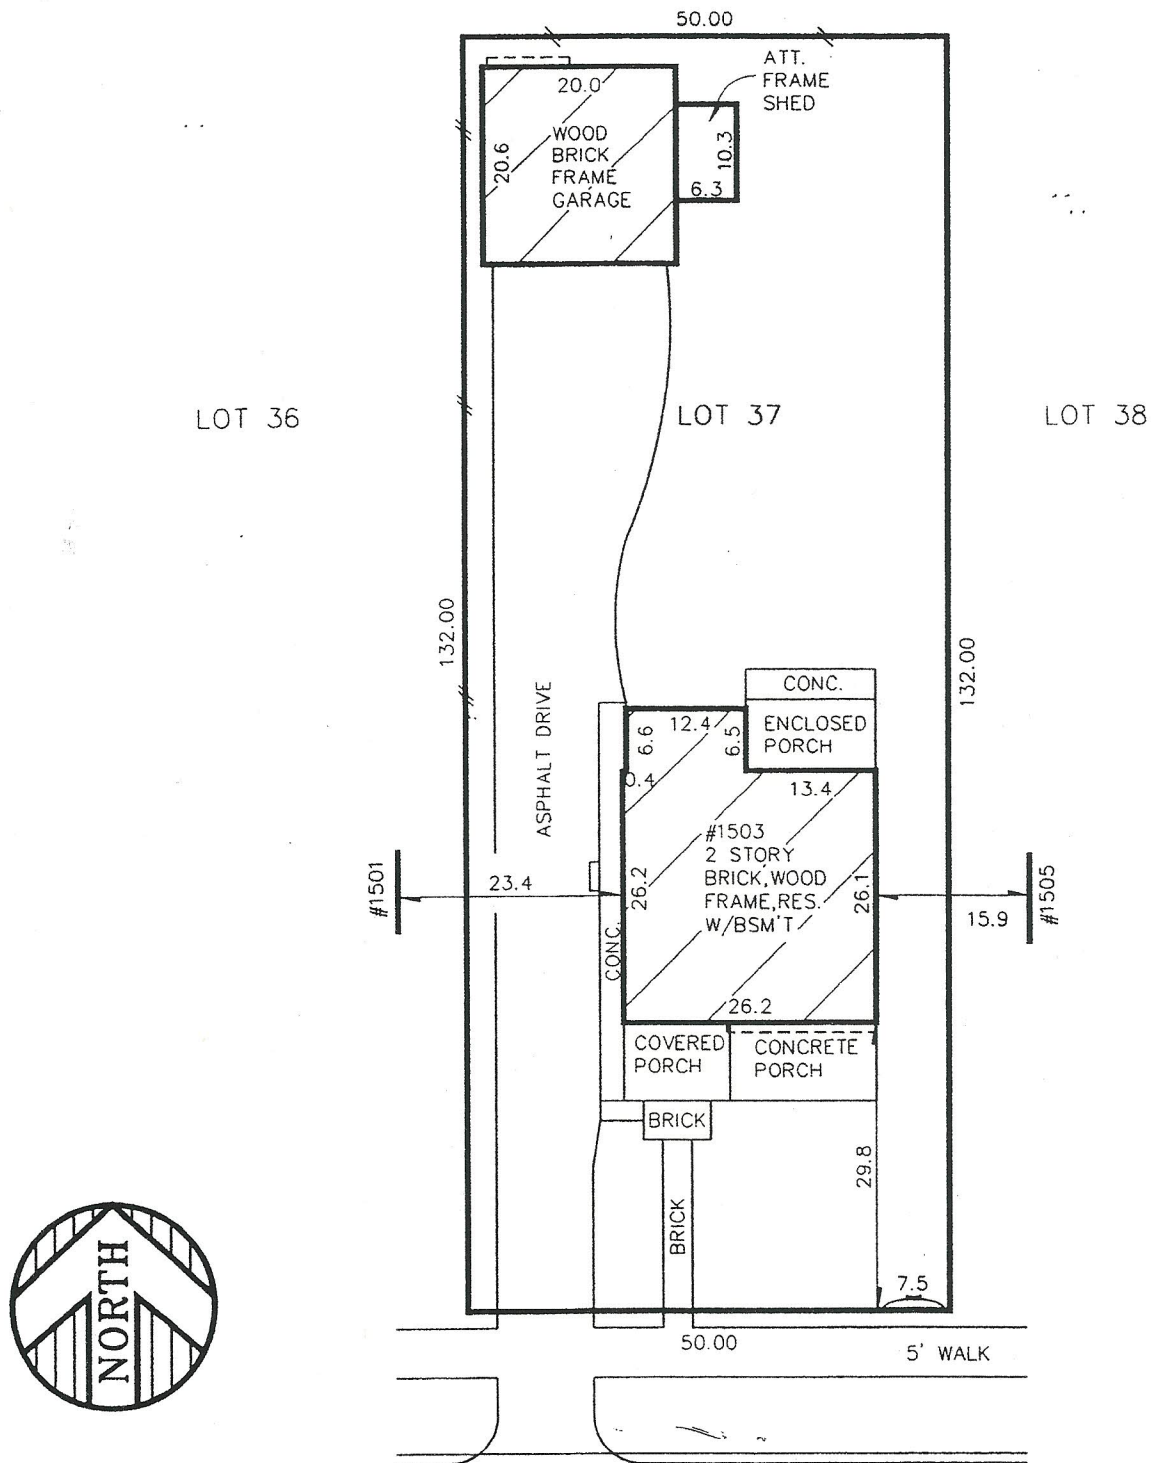 50.00
ATT.
FRAME
SHED
20.0
20.6
WOOD
BRICK
FRAME
GARAGE
10.3
6.3
LOT 36
LOT 37
LOT 38
132.00
132.00
ASPHALT DRIVE
CONC.
ENCLOSED
PORCH
12.4
6.6
6.5
0.4
13.4
#1503
2 STORY
BRICK,WOOD
FRAME,RES.
W/BSM'T
#1501
23.4
26.2
26.1
15.9
#1505
CONC.
26.2
COVERED
PORCH
CONCRETE
PORCH
BRICK
BRICK
29.8
7.5
NORTH
50.00
5' WALK